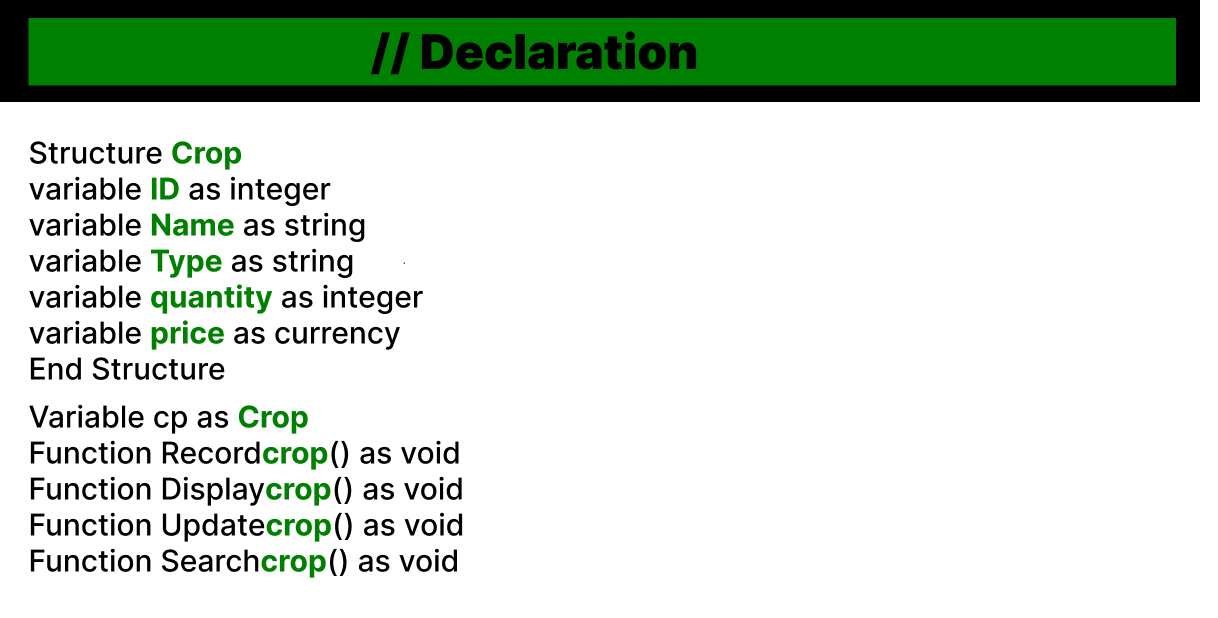 // Declaration
Structure Crop
variable ID as integer
variable Name as string
variable Type as string
variable quantity as integer
variable price as currency
End Structure
Variable cp as Crop
Function Recordcrop() as void
Function Displaycrop() as void
Function Updatecrop() as void
Function Searchcrop() as void